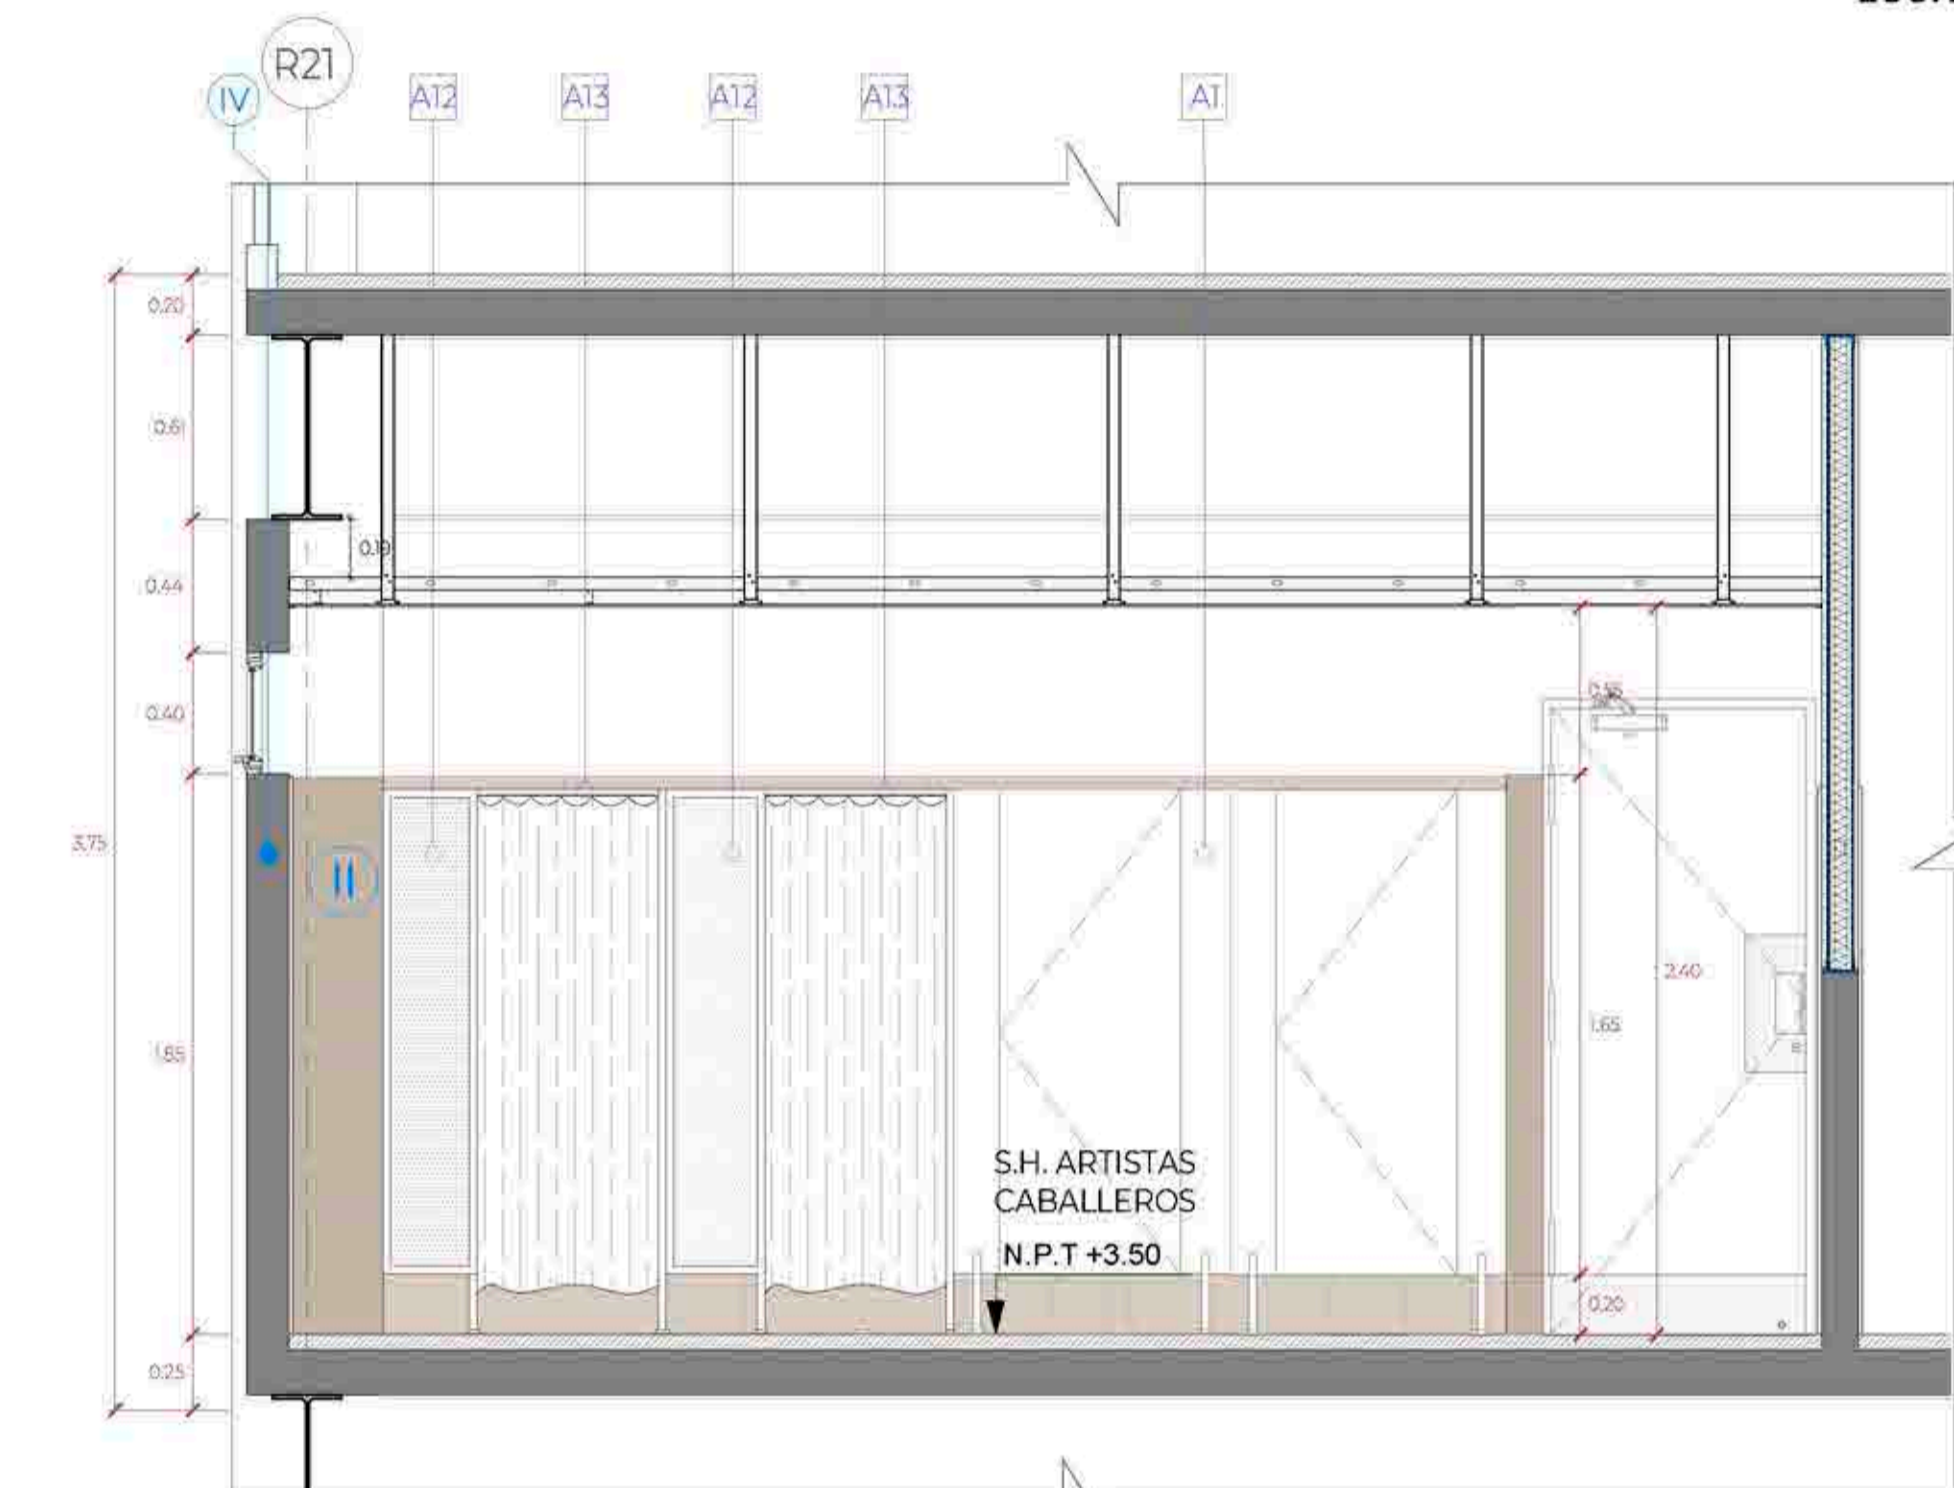 R21
IV
A12
A13
A12
A13
A1
0.20
0.61
0.19
0.44
0.40
3.75
II
2.40
1.65
1.85
S.H. ARTISTAS
CABALLEROS
N.P.T +3.50
0.20
0.25